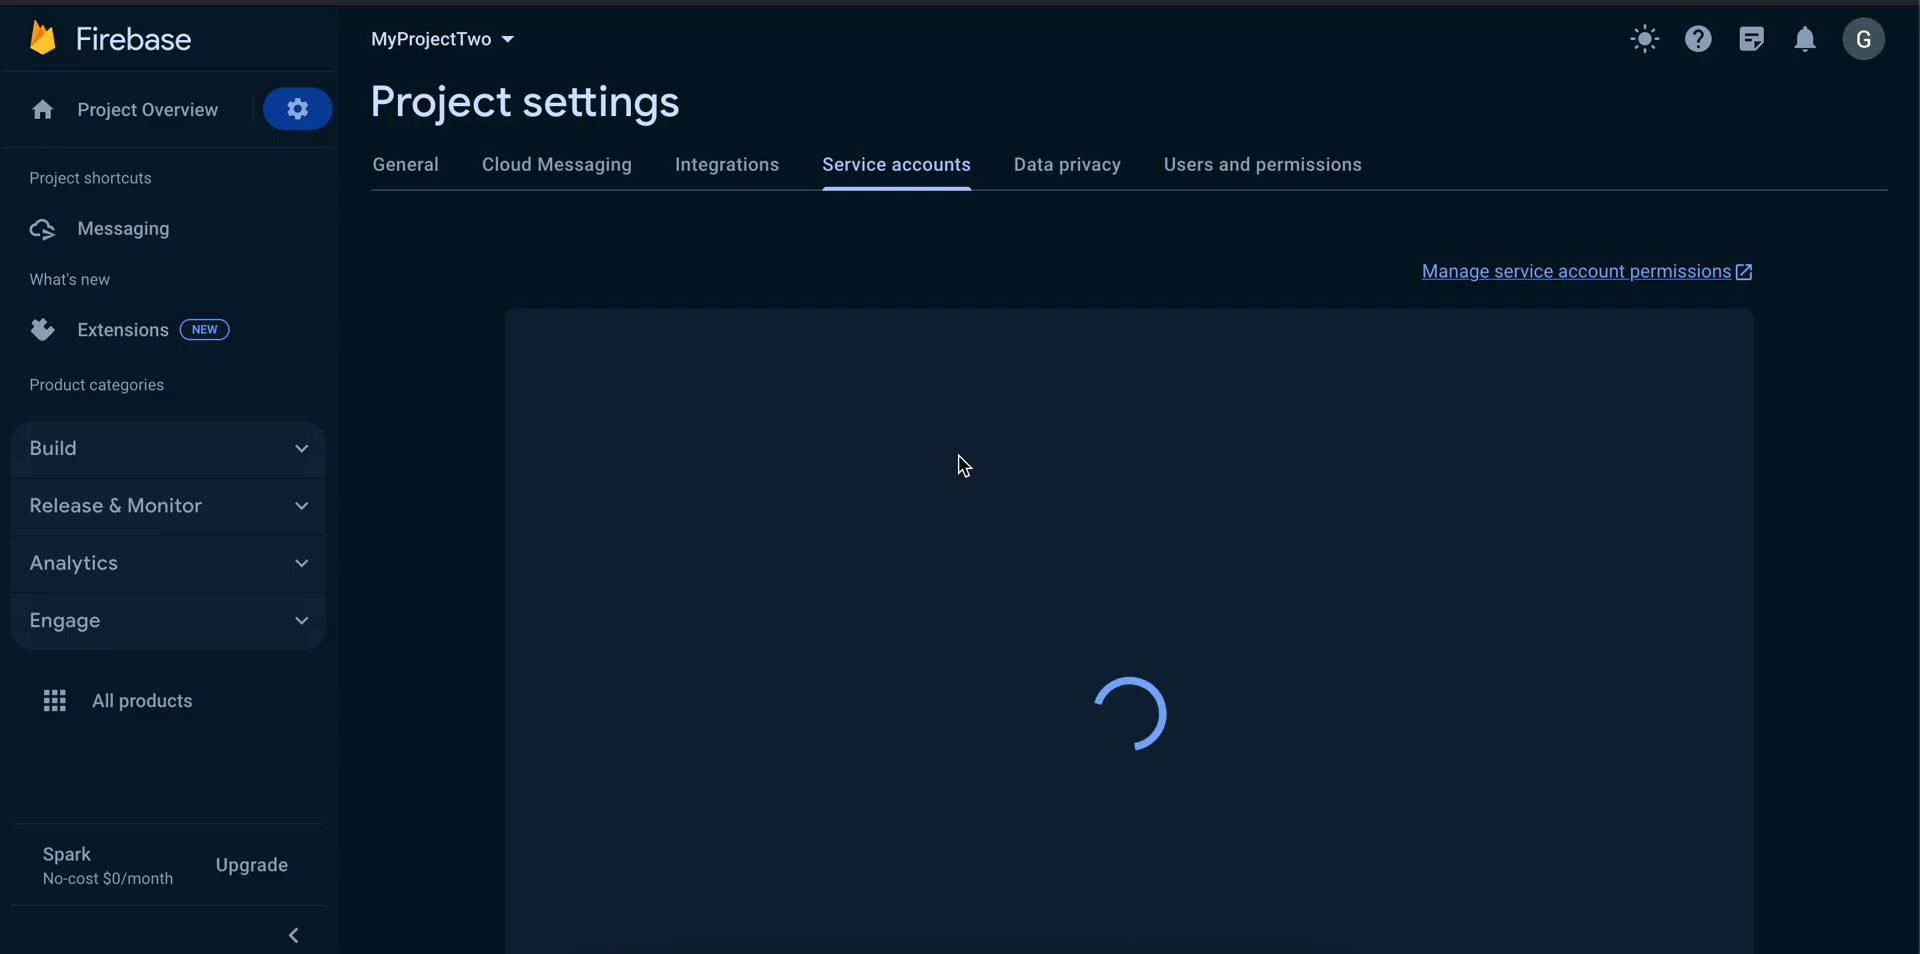 Firebase
MyProjectTwo
G
Project Overview
Project settings
General Cloud Messaging Integrations Service accounts Data privacy Users and permissions
Project shortcuts
Messaging
What's new
Extensions NEW
Product categories
Build
Release & Monitor
Analytics
Engage
All products
Spark
No-cost $0/month
Upgrade
Manage service account permissions